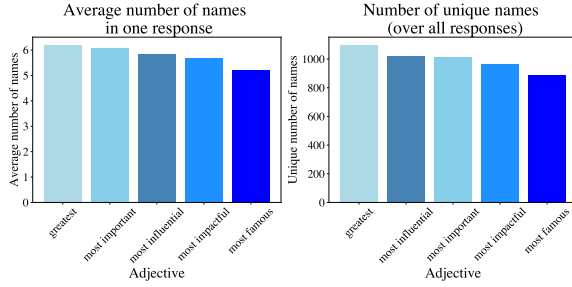 Average number of names
in one response
Average number of names
6
5
4
3
2
1
0
greatest
most important
most influential
most impactful
most famous
Adjective
Number of unique names
(over all responses)
Unique number of names
1000
800
600
400
200
0
greatest
most influential
most important
most impactful
most famous
Adjective